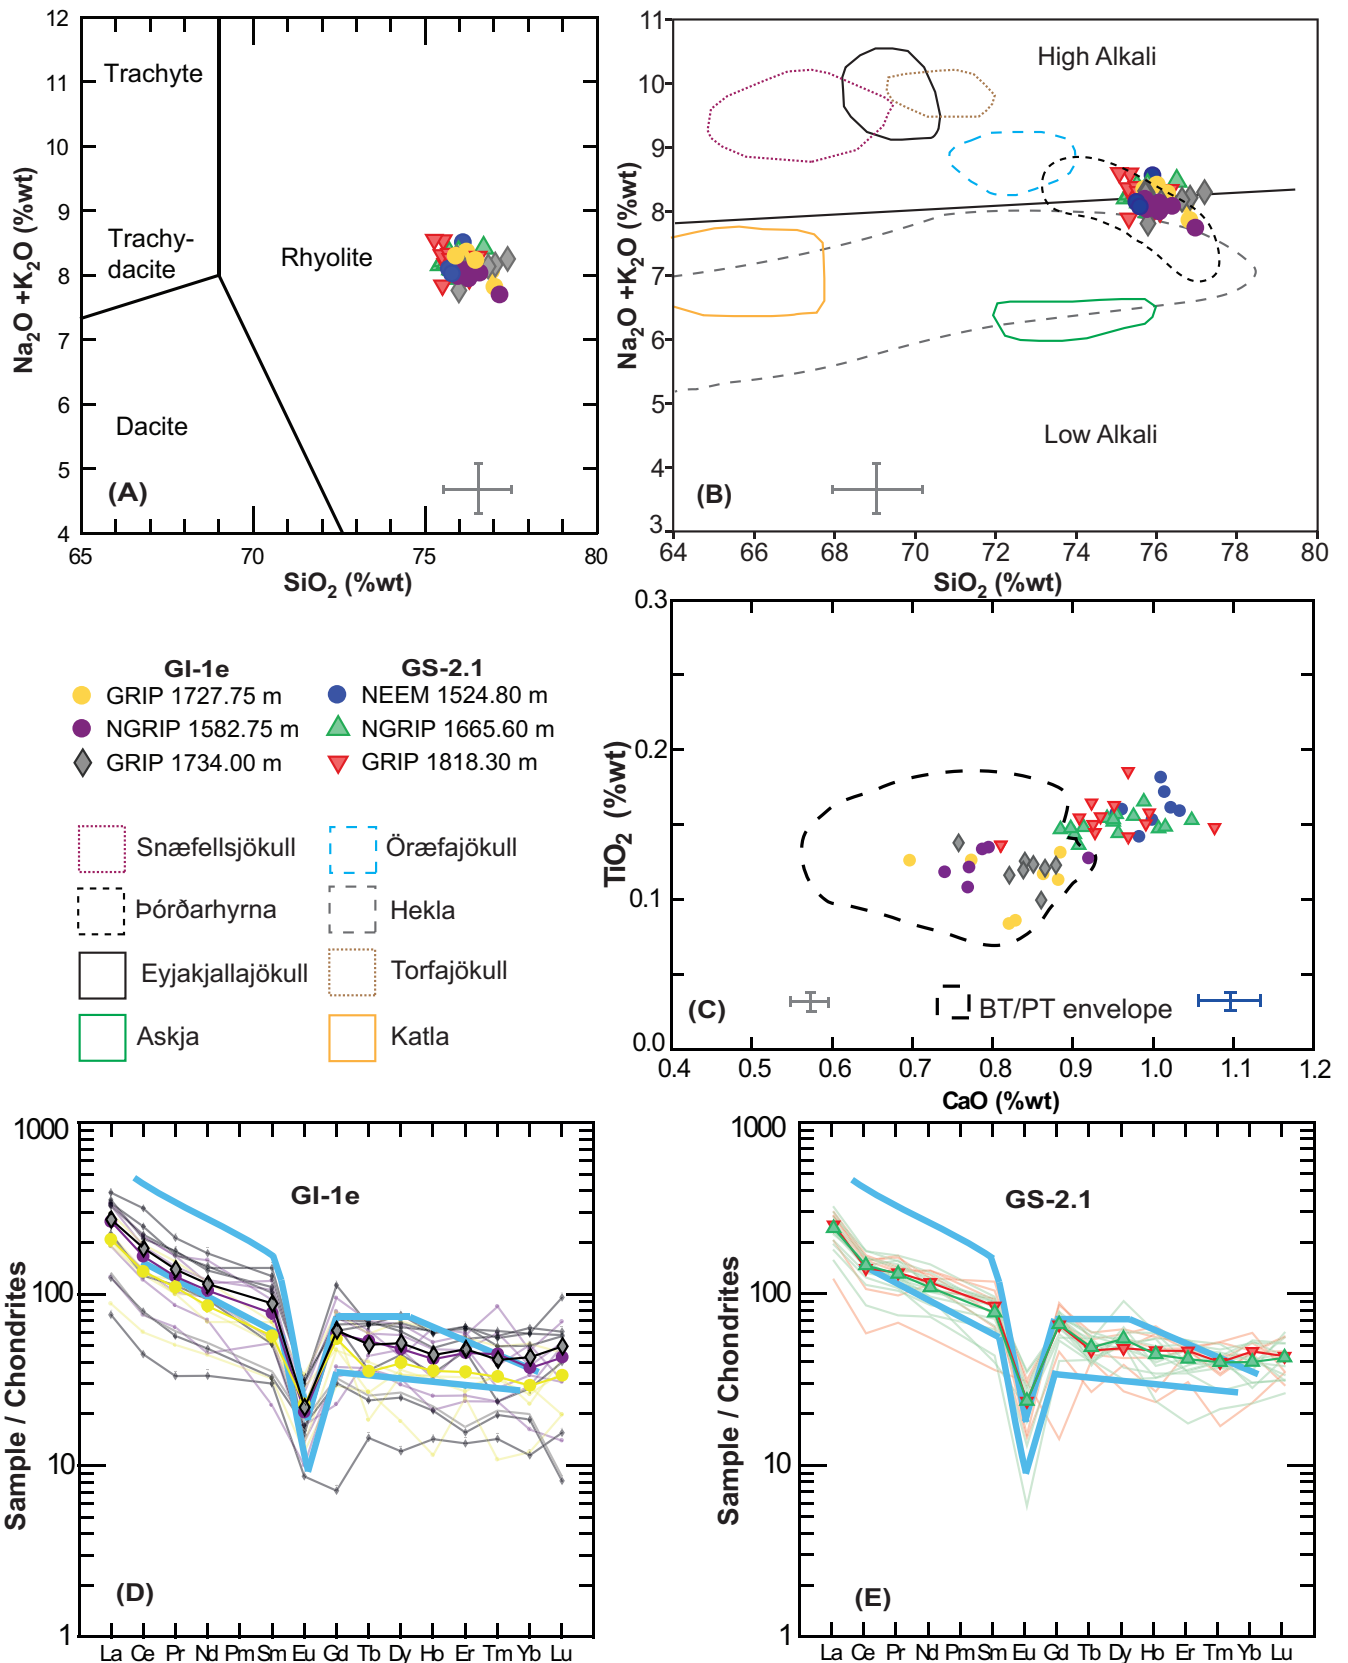 12
11
10
9
8
7
6
5
4
Na₂O +K₂O (%wt)
Trachyte
Trachy-
dacite
Rhyolite
Dacite
(A)
65
70
75
80
SiO₂ (%wt)
11
10
9
8
7
6
5
4
3
Na₂O +K₂O (%wt)
High Alkali
Low Alkali
(B)
64
66
68
70
72
74
76
78
80
SiO₂ (%wt)
GI-1e
GRIP 1727.75 m
NGRIP 1582.75 m
GRIP 1734.00 m
GS-2.1
NEEM 1524.80 m
NGRIP 1665.60 m
GRIP 1818.30 m
Snæfellsjökull
Öræfajökull
Þórðarhyrna
Hekla
Eyjakjallajökull
Torfajökull
Askja
Katla
0.3
0.2
0.1
0.0
TiO₂ (%wt)
(C)
BT/PT envelope
0.4
0.5
0.6
0.7
0.8
0.9
1.0
1.1
1.2
CaO (%wt)
1000
100
10
1
Sample / Chondrites
GI-1e
(D)
La Ce Pr Nd Pm Sm Eu Gd Tb Dy Ho Er Tm Yb Lu
1000
100
10
1
Sample / Chondrites
GS-2.1
(E)
La Ce Pr Nd Pm Sm Eu Gd Tb Dy Ho Er Tm Yb Lu